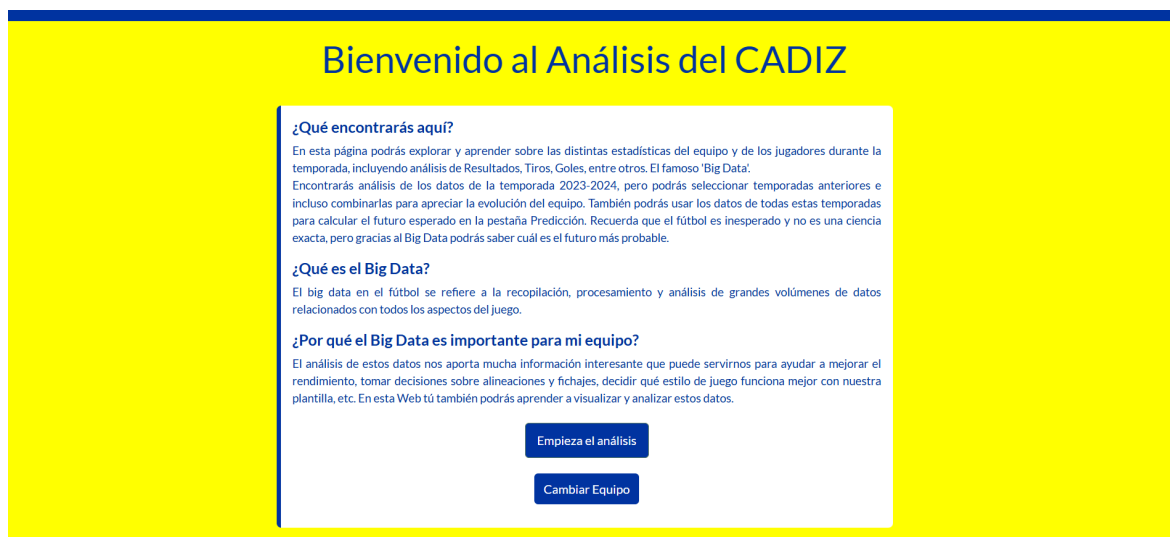 Bienvenido al Análisis del CADIZ
¿Qué encontrarás aquí?
En esta página podrás explorar y aprender sobre las distintas estadísticas del equipo y de los jugadores durante la
temporada, incluyendo análisis de Resultados, Tiros, Goles, entre otros. El famoso 'Big Data'.
Encontrarás análisis de los datos de la temporada 2023-2024, pero podrás seleccionar temporadas anteriores e
incluso combinarlas para apreciar la evolución del equipo. También podrás usar los datos de todas estas temporadas
para calcular el futuro esperado en la pestaña Predicción. Recuerda que el fútbol es inesperado y no es una ciencia
exacta, pero gracias al Big Data podrás saber cuál es el futuro más probable.
¿Qué es el Big Data?
El big data en el fútbol se refiere a la recopilación, procesamiento y análisis de grandes volúmenes de datos
relacionados con todos los aspectos del juego.
¿Por qué el Big Data es importante para mi equipo?
El análisis de estos datos nos aporta mucha información interesante que puede servirnos para ayudar a mejorar el
rendimiento, tomar decisiones sobre alineaciones y fichajes, decidir qué estilo de juego funciona mejor con nuestra
plantilla, etc. En esta Web tú también podrás aprender a visualizar y analizar estos datos.
Empieza el análisis
Cambiar Equipo